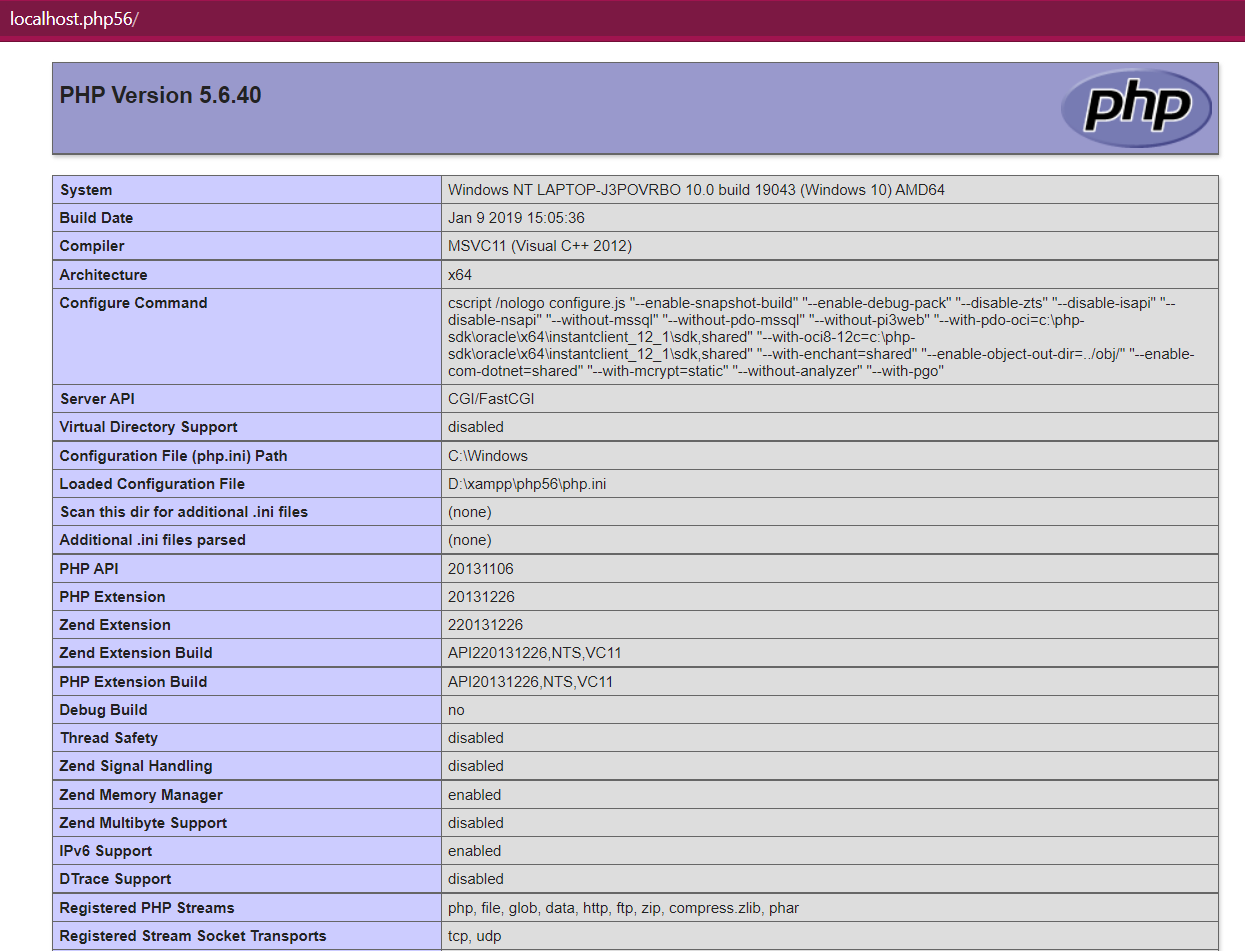 localhost.php56/
PHP Version 5.6.40
php
System Windows NT LAPTOP-J3POVRBO 10.0 build 19043 (Windows 10) AMD64
Build Date Jan 9 2019 15:05:36
Compiler MSVC11 (Visual C++ 2012)
Architecture x64
Configure Command cscript /nologo configure.js "--enable-snapshot-build" "--enable-debug-pack" "--disable-zts" "--disable-isapi" "--
disable-nsapi" "--without-mssql" "--without-pdo-mssql" "--without-pi3web" "--with-pdo-oci=c:\php-
sdk\oracle\x64\instantclient_12_1\sdk,shared" "--with-oci8-12c=c:\php-
sdk\oracle\x64\instantclient_12_1\sdk,shared" "--with-enchant=shared" "--enable-object-out-dir=../obj/" "--enable-
com-dotnet=shared" "--with-mcrypt=static" "--without-analyzer" "--with-pgo"
Server API CGI/FastCGI
Virtual Directory Support disabled
Configuration File (php.ini) Path C:\Windows
Loaded Configuration File D:\xampp\php56\php.ini
Scan this dir for additional .ini files (none)
Additional .ini files parsed (none)
PHP API 20131106
PHP Extension 20131226
Zend Extension 220131226
Zend Extension Build API220131226,NTS,VC11
PHP Extension Build API20131226,NTS,VC11
Debug Build no
Thread Safety disabled
Zend Signal Handling disabled
Zend Memory Manager enabled
Zend Multibyte Support disabled
IPv6 Support enabled
DTrace Support disabled
Registered PHP Streams php, file, glob, data, http, ftp, zip, compress.zlib, phar
Registered Stream Socket Transports tcp, udp